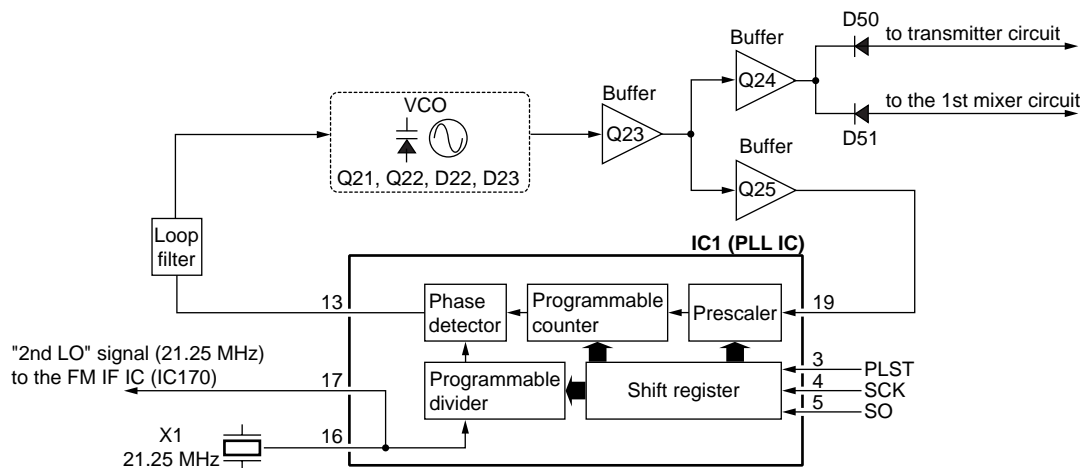 D50
to transmitter circuit
Buffer
Q24
to the 1st mixer circuit
D51
VCO
Buffer
Q23
Q21, Q22, D22, D23
Buffer
Q25
Loop
filter
IC1 (PLL IC)
13
Phase
detector
Programmable
counter
Prescaler
19
"2nd LO" signal (21.25 MHz)
to the FM IF IC (IC170)
17
Programmable
divider
Shift register
3
PLST
4
SCK
5
SO
16
X1
21.25 MHz